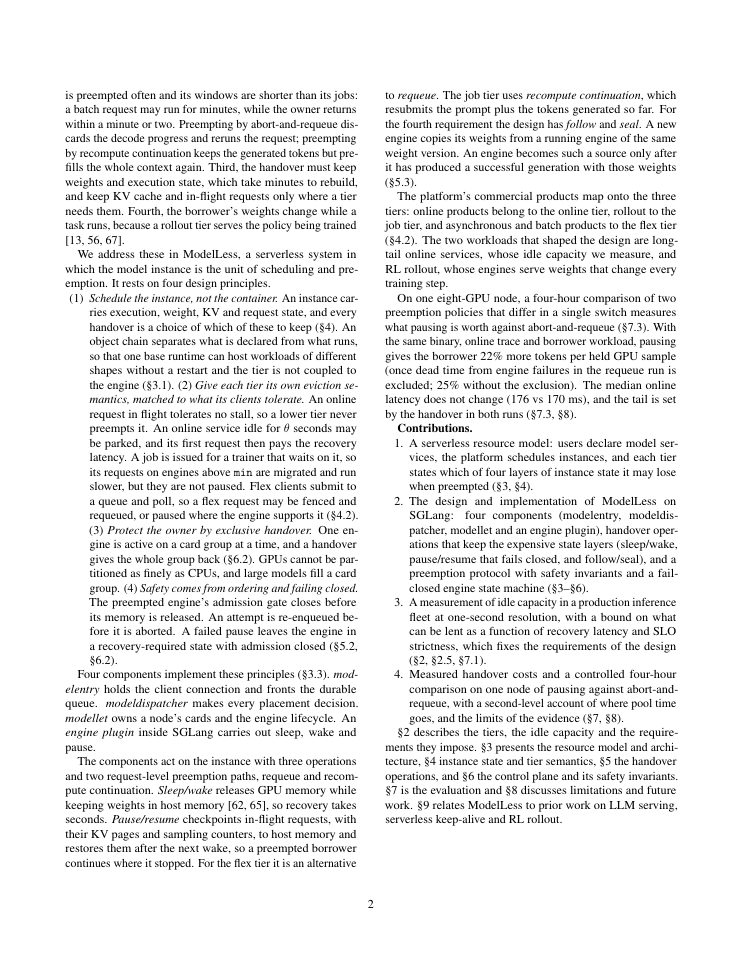 is preempted often and its windows are shorter than its jobs:
a batch request may run for minutes, while the owner returns
within a minute or two. Preempting by abort-and-requeue dis-
cards the decode progress and reruns the request; preempting
by recompute continuation keeps the generated tokens but pre-
fills the whole context again. Third, the handover must keep
weights and execution state, which take minutes to rebuild,
and keep KV cache and in-flight requests only where a tier
needs them. Fourth, the borrower's weights change while a
task runs, because a rollout tier serves the policy being trained
[13, 56, 67].
We address these in ModelLess, a serverless system in
which the model instance is the unit of scheduling and pre-
emption. It rests on four design principles.
(1) Schedule the instance, not the container. An instance car-
ries execution, weight, KV and request state, and every
handover is a choice of which of these to keep (§4). An
object chain separates what is declared from what runs,
so that one base runtime can host workloads of different
shapes without a restart and the tier is not coupled to
the engine (§3.1). (2) Give each tier its own eviction se-
mantics, matched to what its clients tolerate. An online
request in flight tolerates no stall, so a lower tier never
preempts it. An online service idle for θ seconds may
be parked, and its first request then pays the recovery
latency. A job is issued for a trainer that waits on it, so
its requests on engines above min are migrated and run
slower, but they are not paused. Flex clients submit to
a queue and poll, so a flex request may be fenced and
requeued, or paused where the engine supports it (§4.2).
(3) Protect the owner by exclusive handover. One en-
gine is active on a card group at a time, and a handover
gives the whole group back (§6.2). GPUs cannot be par-
titioned as finely as CPUs, and large models fill a card
group. (4) Safety comes from ordering and failing closed.
The preempted engine's admission gate closes before
its memory is released. An attempt is re-enqueued be-
fore it is aborted. A failed pause leaves the engine in
a recovery-required state with admission closed (§5.2,
§6.2).
Four components implement these principles (§3.3). mod-
elentry holds the client connection and fronts the durable
queue. modeldispatcher makes every placement decision.
modellet owns a node's cards and the engine lifecycle. An
engine plugin inside SGLang carries out sleep, wake and
pause.
The components act on the instance with three operations
and two request-level preemption paths, requeue and recom-
pute continuation. Sleep/wake releases GPU memory while
keeping weights in host memory [62, 65], so recovery takes
seconds. Pause/resume checkpoints in-flight requests, with
their KV pages and sampling counters, to host memory and
restores them after the next wake, so a preempted borrower
continues where it stopped. For the flex tier it is an alternative
to requeue. The job tier uses recompute continuation, which
resubmits the prompt plus the tokens generated so far. For
the fourth requirement the design has follow and seal. A new
engine copies its weights from a running engine of the same
weight version. An engine becomes such a source only after
it has produced a successful generation with those weights
(§5.3).
The platform's commercial products map onto the three
tiers: online products belong to the online tier, rollout to the
job tier, and asynchronous and batch products to the flex tier
(§4.2). The two workloads that shaped the design are long-
tail online services, whose idle capacity we measure, and
RL rollout, whose engines serve weights that change every
training step.
On one eight-GPU node, a four-hour comparison of two
preemption policies that differ in a single switch measures
what pausing is worth against abort-and-requeue (§7.3). With
the same binary, online trace and borrower workload, pausing
gives the borrower 22% more tokens per held GPU sample
(once dead time from engine failures in the requeue run is
excluded; 25% without the exclusion). The median online
latency does not change (176 vs 170 ms), and the tail is set
by the handover in both runs (§7.3, §8).
Contributions.
1. A serverless resource model: users declare model ser-
vices, the platform schedules instances, and each tier
states which of four layers of instance state it may lose
when preempted (§3, §4).
2. The design and implementation of ModelLess on
SGLang: four components (modelentry, modeldis-
patcher, modellet and an engine plugin), handover oper-
ations that keep the expensive state layers (sleep/wake,
pause/resume that fails closed, and follow/seal), and a
preemption protocol with safety invariants and a fail-
closed engine state machine (§3–§6).
3. A measurement of idle capacity in a production inference
fleet at one-second resolution, with a bound on what
can be lent as a function of recovery latency and SLO
strictness, which fixes the requirements of the design
(§2, §2.5, §7.1).
4. Measured handover costs and a controlled four-hour
comparison on one node of pausing against abort-and-
requeue, with a second-level account of where pool time
goes, and the limits of the evidence (§7, §8).
§2 describes the tiers, the idle capacity and the require-
ments they impose. §3 presents the resource model and archi-
tecture, §4 instance state and tier semantics, §5 the handover
operations, and §6 the control plane and its safety invariants.
§7 is the evaluation and §8 discusses limitations and future
work. §9 relates ModelLess to prior work on LLM serving,
serverless keep-alive and RL rollout.
2